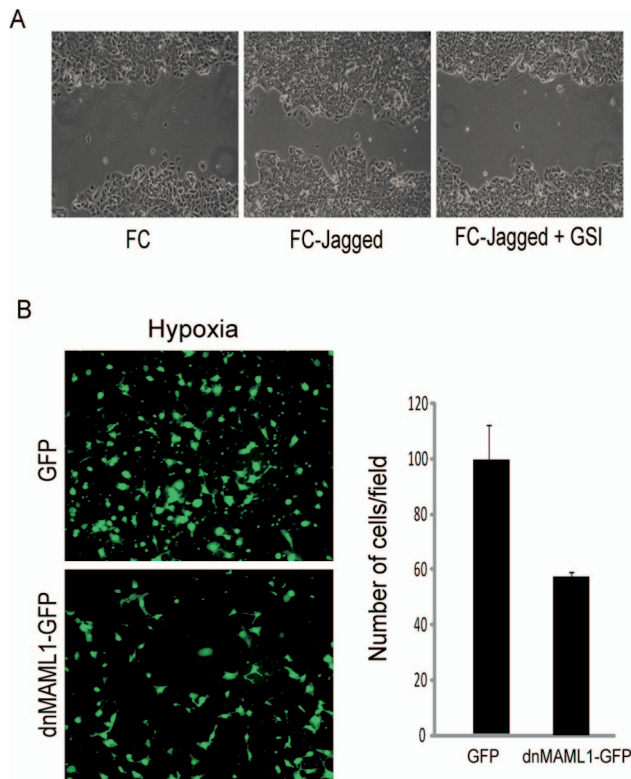 A
FC
FC-Jagged
FC-Jagged + GSI
B
Hypoxia
GFP
dnMAML1-GFP
Number of cells/field
120
100
80
60
40
20
0
GFP
dnMAML1-GFP